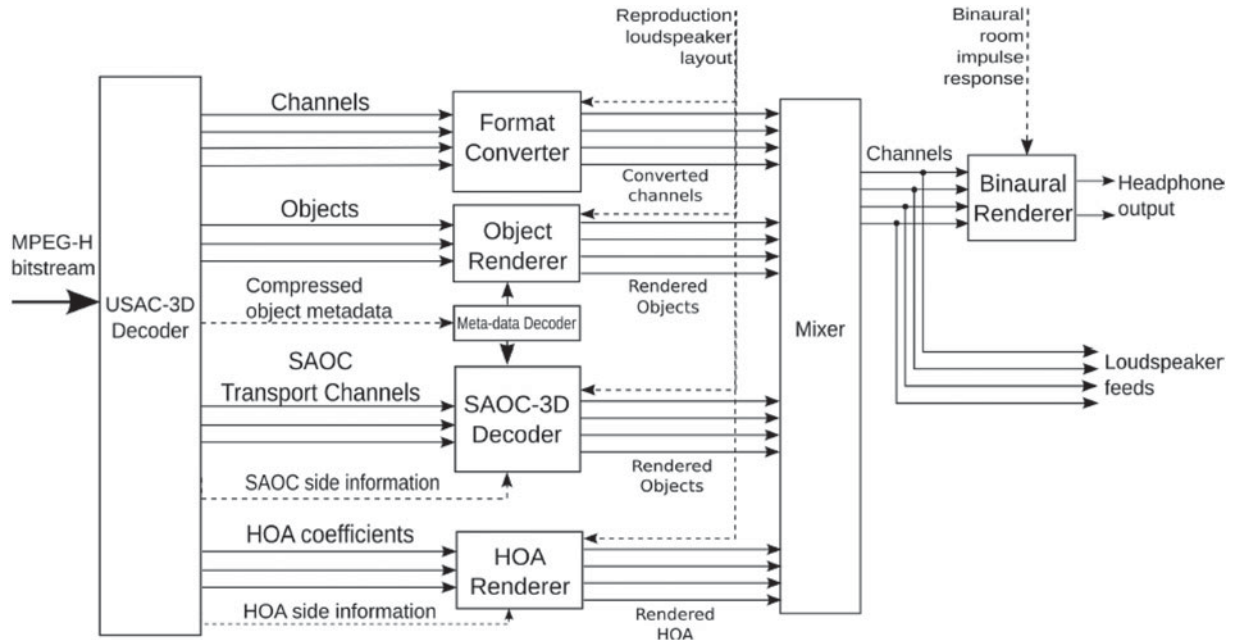 Reproduction
loudspeaker
layout
Binaural
room
impulse
response
Channels
Format
Converter
Converted
channels
Channels
Binaural
Renderer
Headphone
output
Objects
Object
Renderer
Rendered
Objects
MPEG-H
bitstream
USAC-3D
Decoder
Compressed
object metadata
Meta-data Decoder
Mixer
SAOC
Transport Channels
SAOC-3D
Decoder
Rendered
Objects
Loudspeaker
feeds
SAOC side information
HOA coefficients
HOA
Renderer
HOA side information
Rendered
HOA